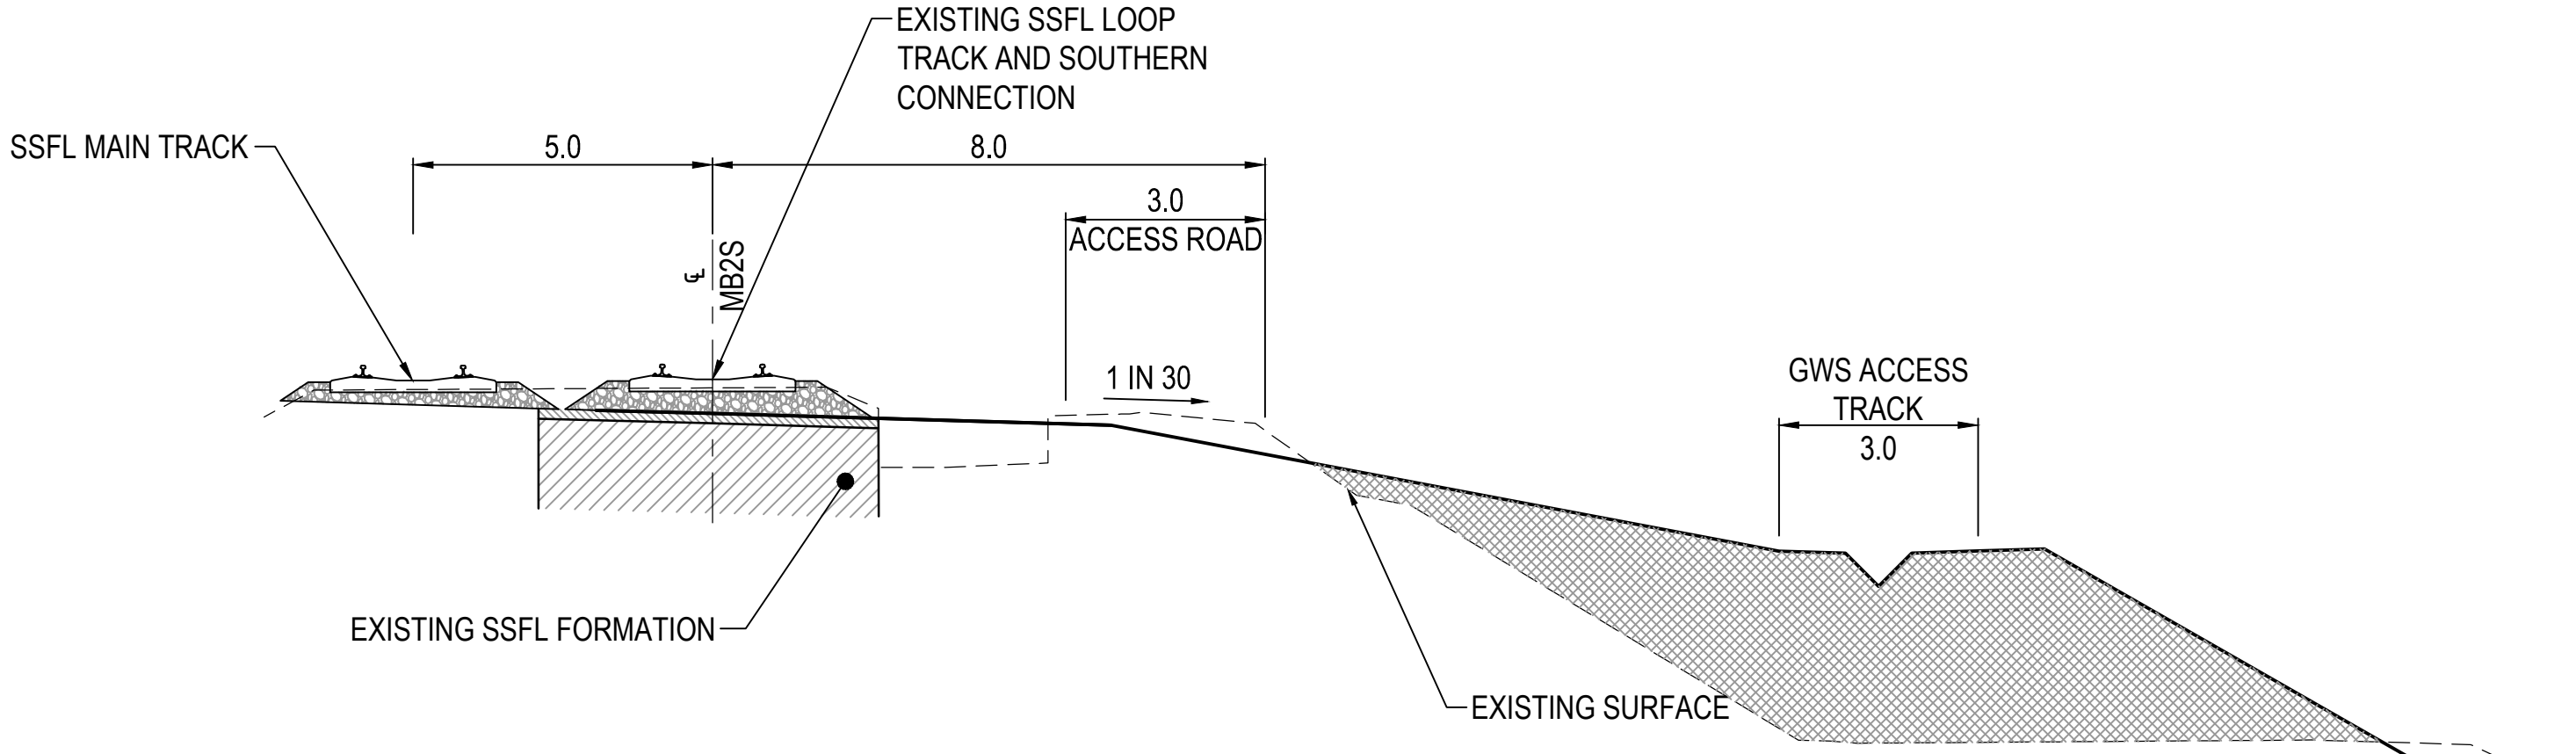 EXISTING SSFL LOOP
TRACK AND SOUTHERN
CONNECTION
SSFL MAIN TRACK
5.0
8.0
3.0
ACCESS ROAD
℄
MB2S
1 IN 30
GWS ACCESS
TRACK
3.0
EXISTING SSFL FORMATION
EXISTING SURFACE